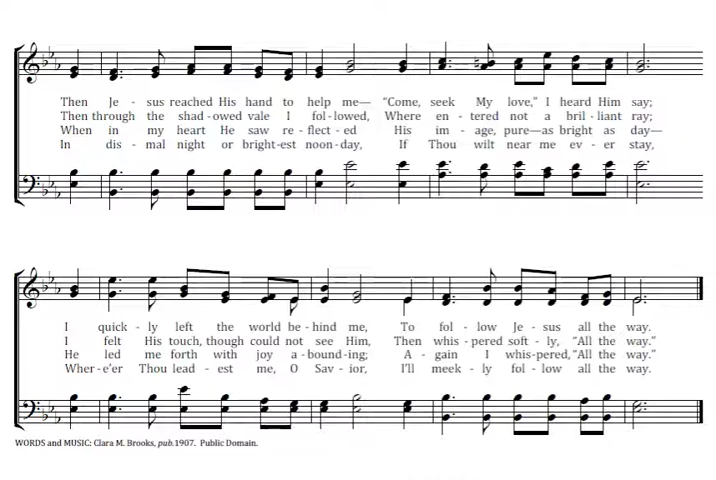 Then Je - sus reached His hand to help me— “Come, seek My love,” I heard Him say;
Then through the shad - owed vale I fol - lowed, Where en - tered not a bril - liant ray;
When in my heart He saw re - flect - ed His im - age, pure—as bright as day—
In dis - mal night or bright-est noon-day, If Thou wilt near me ev - er stay,
I quick - ly left the world be - hind me, To fol - low Je - sus all the way.
I felt His touch, though could not see Him, Then whis - pered soft - ly, “All the way.”
He led me forth with joy a - bound - ing; A - gain I whis - pered, “All the way.”
Wher - e’er Thou lead - est me, O Sav - ior, I’ll meek - ly fol - low all the way.
WORDS and MUSIC: Clara M. Brooks, pub.1907. Public Domain.